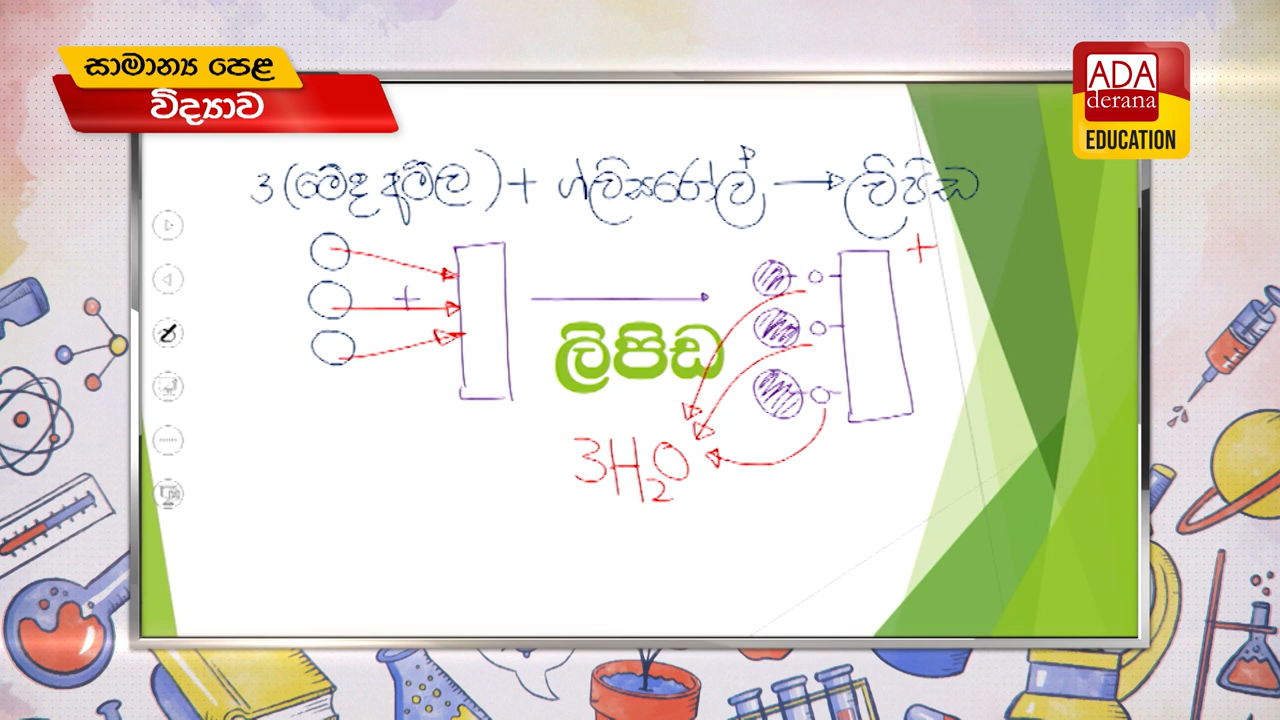 සාමාන්‍ය පෙළ
විද්‍යාව
ADA
derana
EDUCATION
3 (මේද අම්ල) + ග්ලිසරෝල් → ලිපිඩ
+ +
ලිපිඩ
3H₂O